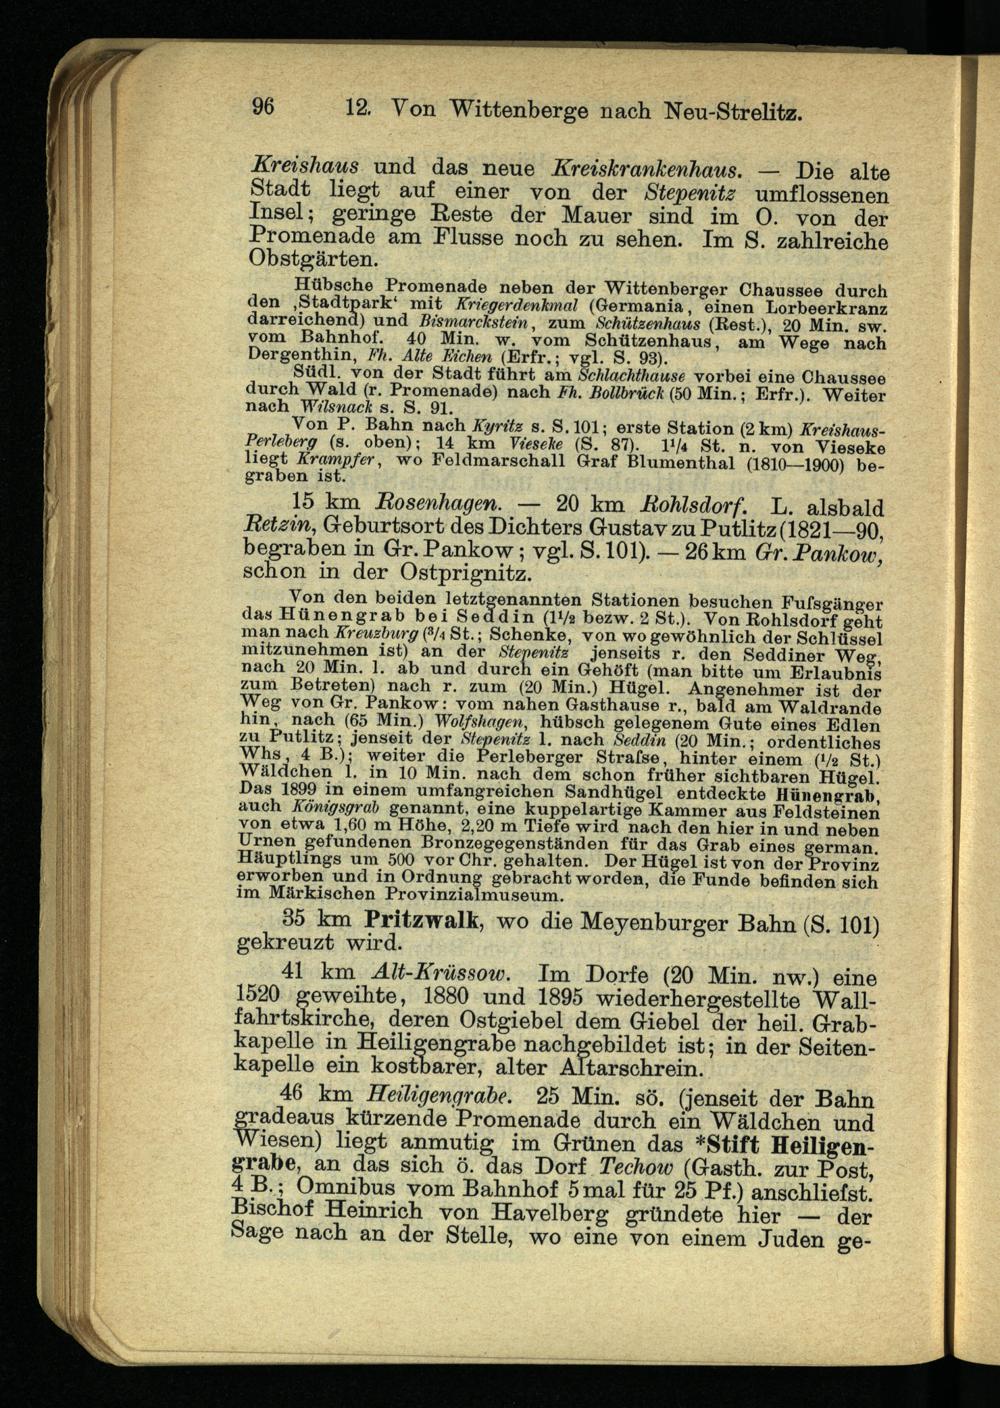 96 12. Von Wittenberge nach Neu-Strelitz.
Kreishaus und das neue Kreiskrankenhaus. — Die alte
Stadt liegt auf einer von der Stepenitz umflossenen
Insel; geringe Reste der Mauer sind im O. von der
Promenade am Flusse noch zu sehen. Im S. zahlreiche
Obstgärten.
Hübsche Promenade neben der Wittenberger Chaussee durch
den ‚Stadtpark‘ mit Kriegerdenkmal (Germania, einen Lorbeerkranz
darreichend) und Bismarckstein, zum Schützenhaus (Rest.), 20 Min. sw.
vom Bahnhof. 40 Min. w. vom Schützenhaus, am Wege nach
Dergenthin, Fh. Alte Eichen (Erfr.; vgl. S. 93).
Südl. von der Stadt führt am Schlachthause vorbei eine Chaussee
durch Wald (r. Promenade) nach Fh. Bollbrück (50 Min.; Erfr.). Weiter
nach Wilsnack s. S. 91.
Von P. Bahn nach Kyritz s. S. 101; erste Station (2 km) Kreishaus-
Perleberg (s. oben); 14 km Vieseke (S. 87). 1¹/₄ St. n. von Vieseke
liegt Krampfer, wo Feldmarschall Graf Blumenthal (1810—1900) be-
graben ist.
15 km Rosenhagen. — 20 km Rohlsdorf. L. alsbald
Retzin, Geburtsort des Dichters Gustav zu Putlitz (1821—90,
begraben in Gr. Pankow; vgl. S. 101). — 26 km Gr. Pankow,
schon in der Ostprignitz.
Von den beiden letztgenannten Stationen besuchen Fufsgänger
das Hünengrab bei Seddin (1¹/₂ bezw. 2 St.). Von Rohlsdorf geht
man nach Kreuzburg (³/₄ St.; Schenke, von wo gewöhnlich der Schlüssel
mitzunehmen ist) an der Stepenitz jenseits r. den Seddiner Weg,
nach 20 Min. l. ab und durch ein Gehöft (man bitte um Erlaubnis
zum Betreten) nach r. zum (20 Min.) Hügel. Angenehmer ist der
Weg von Gr. Pankow: vom nahen Gasthause r., bald am Waldrande
hin, nach (65 Min.) Wolfshagen, hübsch gelegenem Gute eines Edlen
zu Putlitz; jenseit der Stepenitz l. nach Seddin (20 Min.; ordentliches
Whs, 4 B.); weiter die Perleberger Strafse, hinter einem (¹/₂ St.)
Wäldchen l. in 10 Min. nach dem schon früher sichtbaren Hügel.
Das 1899 in einem umfangreichen Sandhügel entdeckte Hünengrab,
auch Königsgrab genannt, eine kuppelartige Kammer aus Feldsteinen
von etwa 1,60 m Höhe, 2,20 m Tiefe wird nach den hier in und neben
Urnen gefundenen Bronzegegenständen für das Grab eines german.
Häuptlings um 500 vor Chr. gehalten. Der Hügel ist von der Provinz
erworben und in Ordnung gebracht worden, die Funde befinden sich
im Märkischen Provinzialmuseum.
35 km Pritzwalk, wo die Meyenburger Bahn (S. 101)
gekreuzt wird.
41 km Alt-Krüssow. Im Dorfe (20 Min. nw.) eine
1520 geweihte, 1880 und 1895 wiederhergestellte Wall-
fahrtskirche, deren Ostgiebel dem Giebel der heil. Grab-
kapelle in Heiligengrabe nachgebildet ist; in der Seiten-
kapelle ein kostbarer, alter Altarschrein.
46 km Heiligengrabe. 25 Min. sö. (jenseit der Bahn
gradeaus kürzende Promenade durch ein Wäldchen und
Wiesen) liegt anmutig im Grünen das *Stift Heiligen-
grabe, an das sich ö. das Dorf Techow (Gasth. zur Post,
4 B.; Omnibus vom Bahnhof 5 mal für 25 Pf.) anschliefst.
Bischof Heinrich von Havelberg gründete hier — der
Sage nach an der Stelle, wo eine von einem Juden ge-